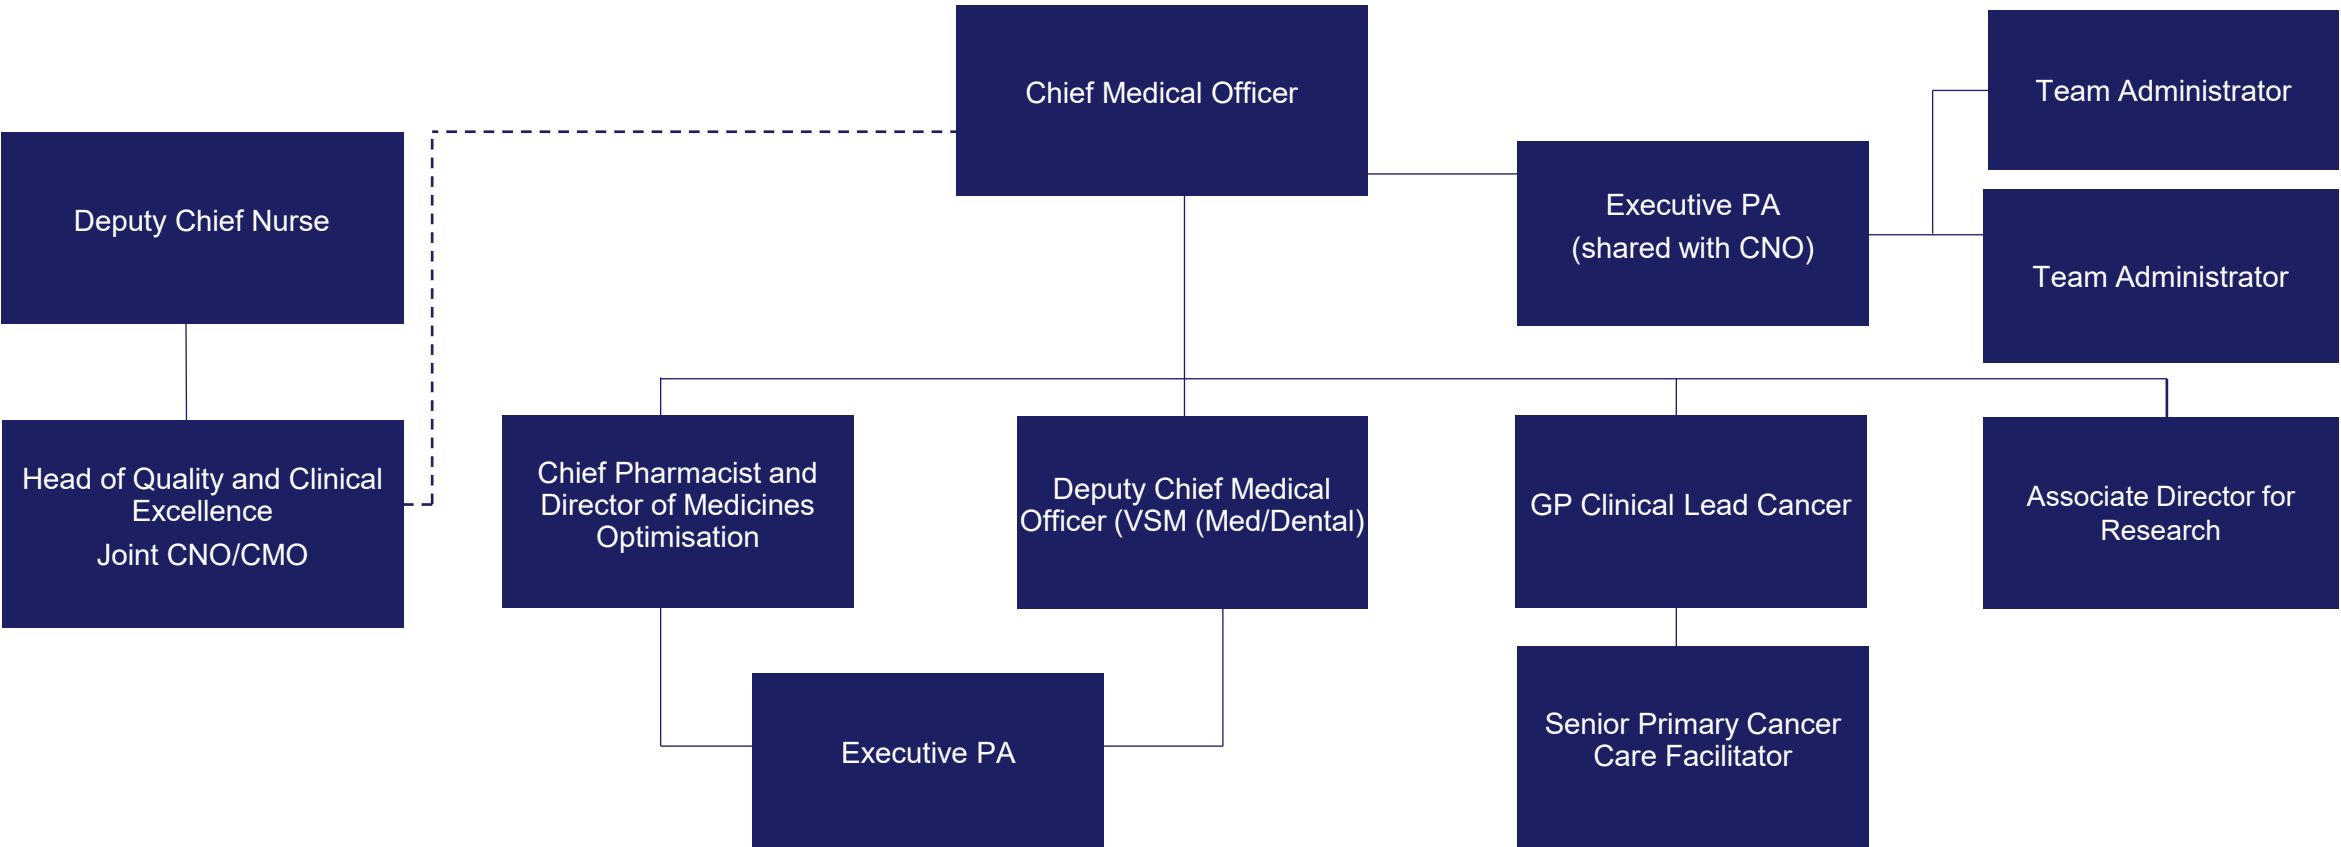 Chief Medical Officer
Team Administrator
Deputy Chief Nurse
Executive PA
(shared with CNO)
Team Administrator
Head of Quality and Clinical
Excellence
Joint CNO/CMO
Chief Pharmacist and
Director of Medicines
Optimisation
Deputy Chief Medical
Officer (VSM (Med/Dental)
GP Clinical Lead Cancer
Associate Director for
Research
Executive PA
Senior Primary Cancer
Care Facilitator